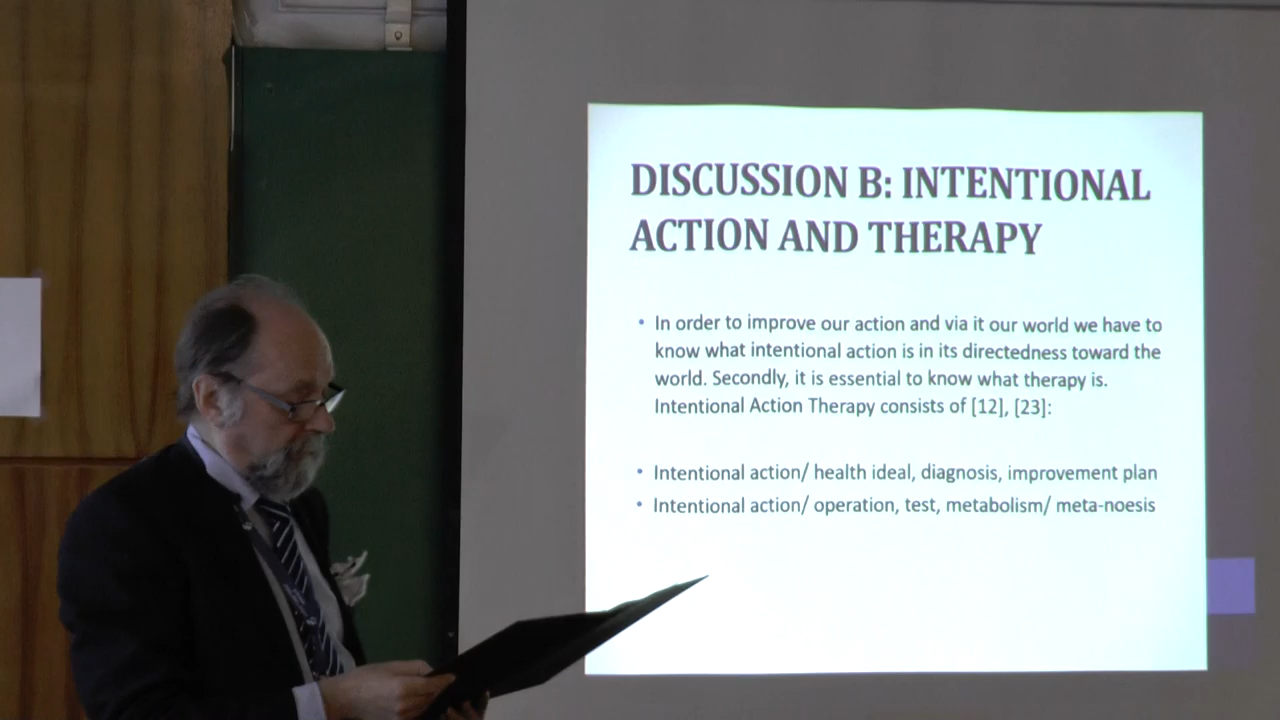 DISCUSSION B: INTENTIONAL
ACTION AND THERAPY
• In order to improve our action and via it our world we have to
know what intentional action is in its directedness toward the
world. Secondly, it is essential to know what therapy is.
Intentional Action Therapy consists of [12], [23]:
• Intentional action/ health ideal, diagnosis, improvement plan
• Intentional action/ operation, test, metabolism/ meta-noesis